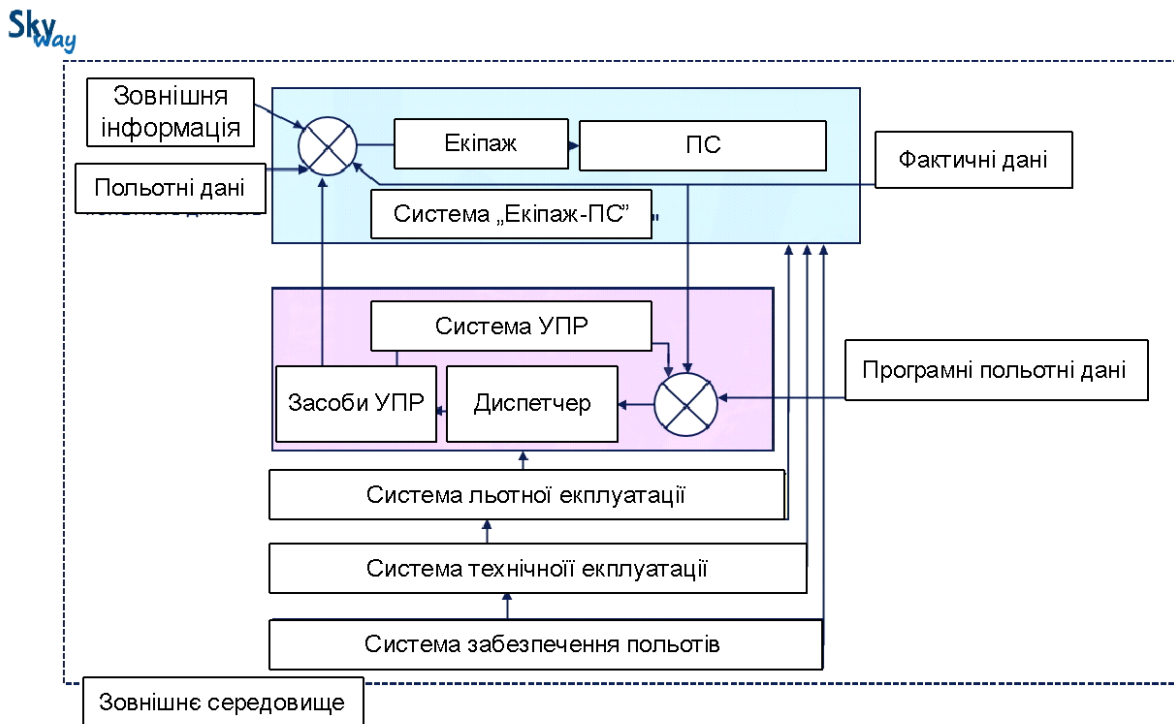 Sky
Way
Зовнішня
інформація
Екіпаж
ПС
Фактичні дані
Польотні дані
Система „Екіпаж-ПС”
Система УПР
Програмні польотні дані
Засоби УПР
Диспетчер
Система льотної екплуатації
Система технічноїї екплуатації
Система забезпечення польотів
Зовнішнє середовище